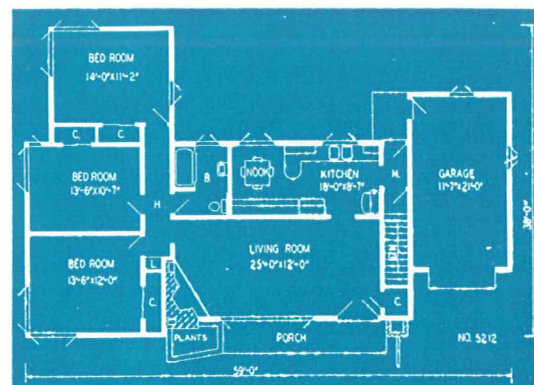 BED ROOM
14'-0"X11'-2"
C.
C.
BED ROOM
13'-6"X10'-7"
H
B
NOOK
KITCHEN
18'-0"X8'-7"
H.
GARAGE
11'-7"X21'-0"
38'-0"
BED ROOM
13'-6"X12'-0"
L
C.
LIVING ROOM
25'-0"X12'-0"
DN
C.
PLANTS
PORCH
NO. 5212
59'-0"